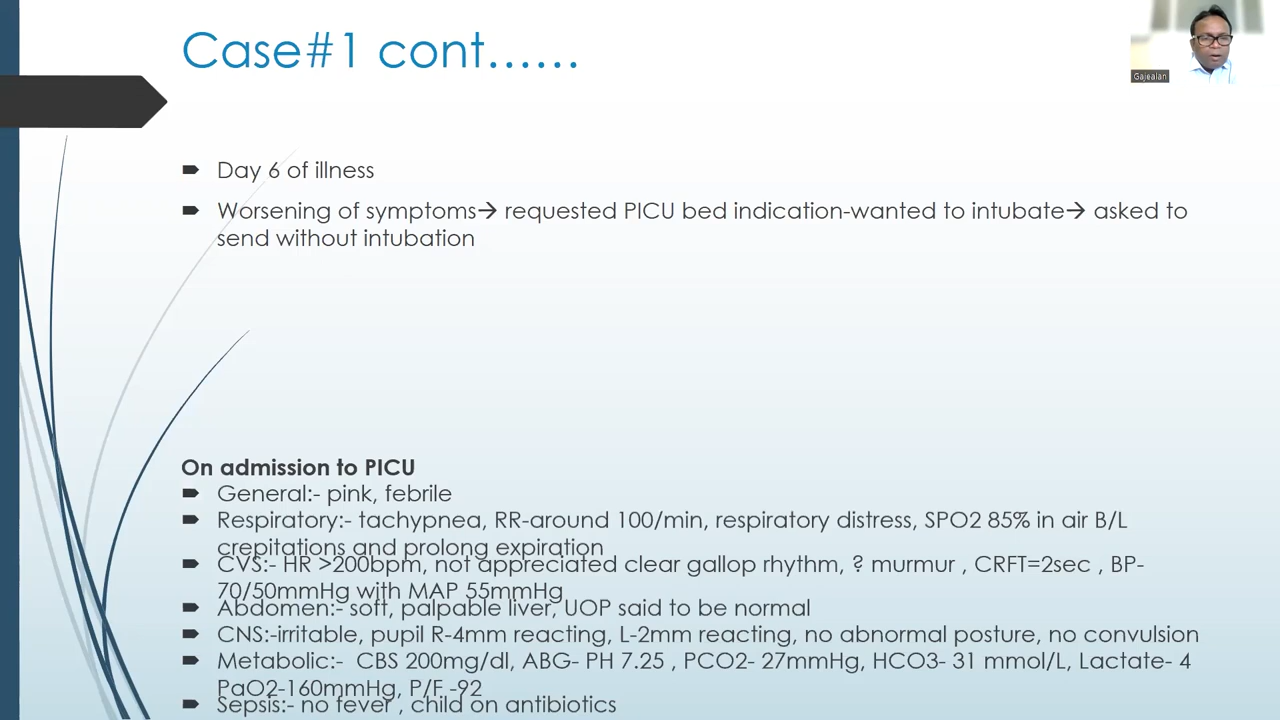 Case#1 cont......
Gajealan
Day 6 of illness
Worsening of symptoms→ requested PICU bed indication-wanted to intubate→ asked to
send without intubation
On admission to PICU
General:- pink, febrile
Respiratory:- tachypnea, RR-around 100/min, respiratory distress, SPO2 85% in air B/L
crepitations and prolong expiration
CVS:- HR >200bpm, not appreciated clear gallop rhythm, ? murmur , CRFT=2sec , BP-
70/50mmHg with MAP 55mmHg
Abdomen:- soft, palpable liver, UOP said to be normal
CNS:-irritable, pupil R-4mm reacting, L-2mm reacting, no abnormal posture, no convulsion
Metabolic:- CBS 200mg/dl, ABG- PH 7.25 , PCO2- 27mmHg, HCO3- 31 mmol/L, Lactate- 4
PaO2-160mmHg, P/F -92
Sepsis:- no fever , child on antibiotics